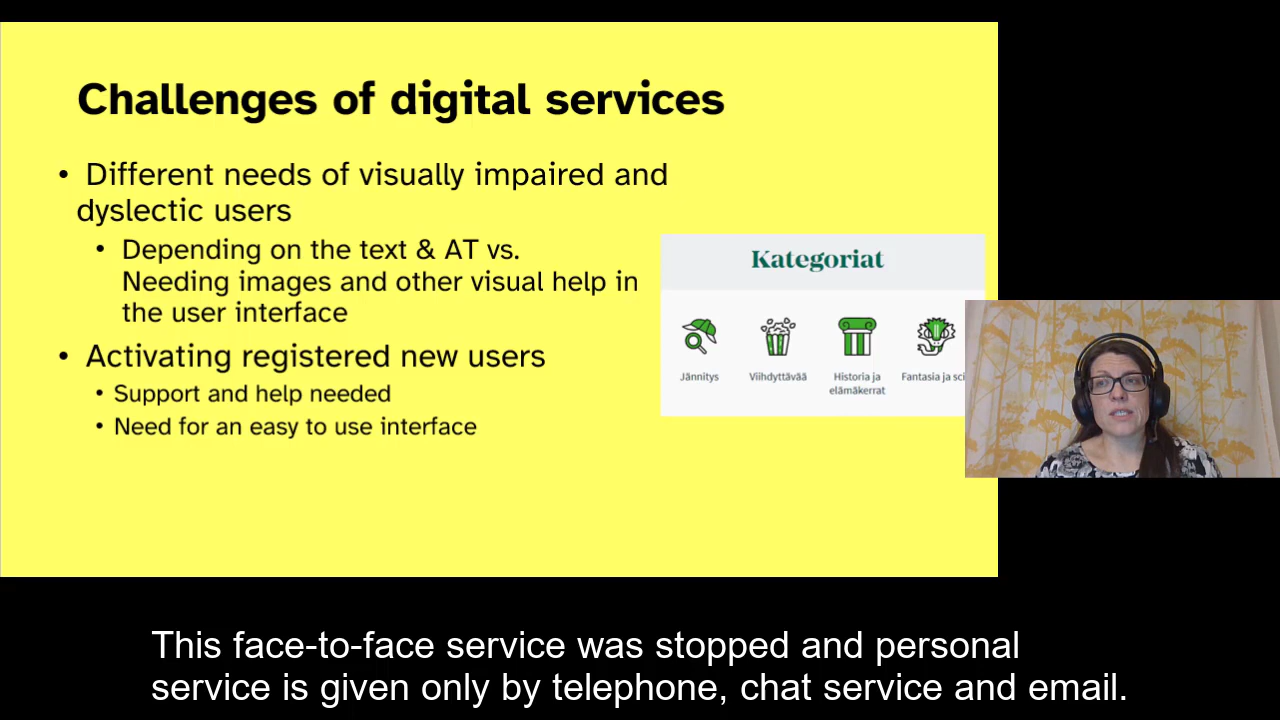 Challenges of digital services
• Different needs of visually impaired and
dyslectic users
• Depending on the text & AT vs.
Needing images and other visual help in
the user interface
• Activating registered new users
• Support and help needed
• Need for an easy to use interface
Kategoriat
Jännitys
Viihdyttävää
Historia ja
elämäkerrat
Fantasia ja sci
This face-to-face service was stopped and personal
service is given only by telephone, chat service and email.